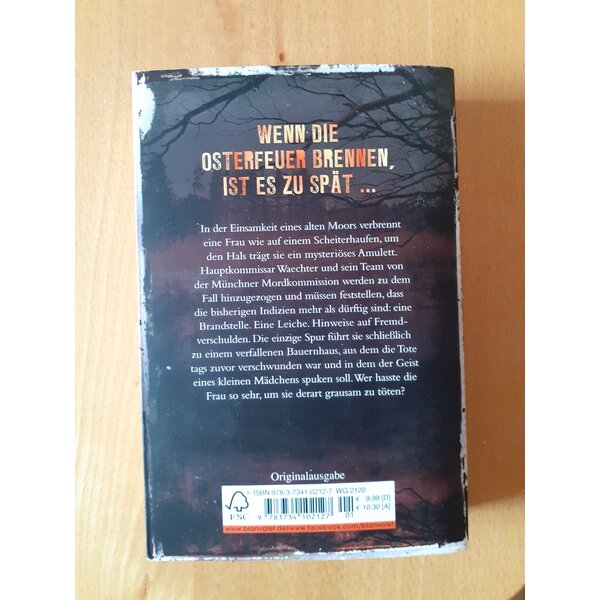 WENN DIE
OSTERFEUER BRENNEN,
IST ES ZU SPÄT ...
In der Einsamkeit eines alten Moors verbrennt
eine Frau wie auf einem Scheiterhaufen, um
den Hals trägt sie ein mysteriöses Amulett.
Hauptkommissar Waechter und sein Team von
der Münchner Mordkommission werden zu dem
Fall hinzugezogen und müssen feststellen, dass
die bisherigen Indizien mehr als dürftig sind: eine
Brandstelle. Eine Leiche. Hinweise auf Fremd-
verschulden. Die einzige Spur führt sie schließlich
zu einem verfallenen Bauernhaus, aus dem die Tote
tags zuvor verschwunden war und in dem der Geist
eines kleinen Mädchens spuken soll. Wer hasste die
Frau so sehr, um sie derart grausam zu töten?
Originalausgabe
ISBN 978-3-7341-0212-7 WG 2120
€ 9,99 [D]
€ 10,30 [A]
FSC
9 783734 102127
01
www.blanvalet.de
www.facebook.com/blanvalet